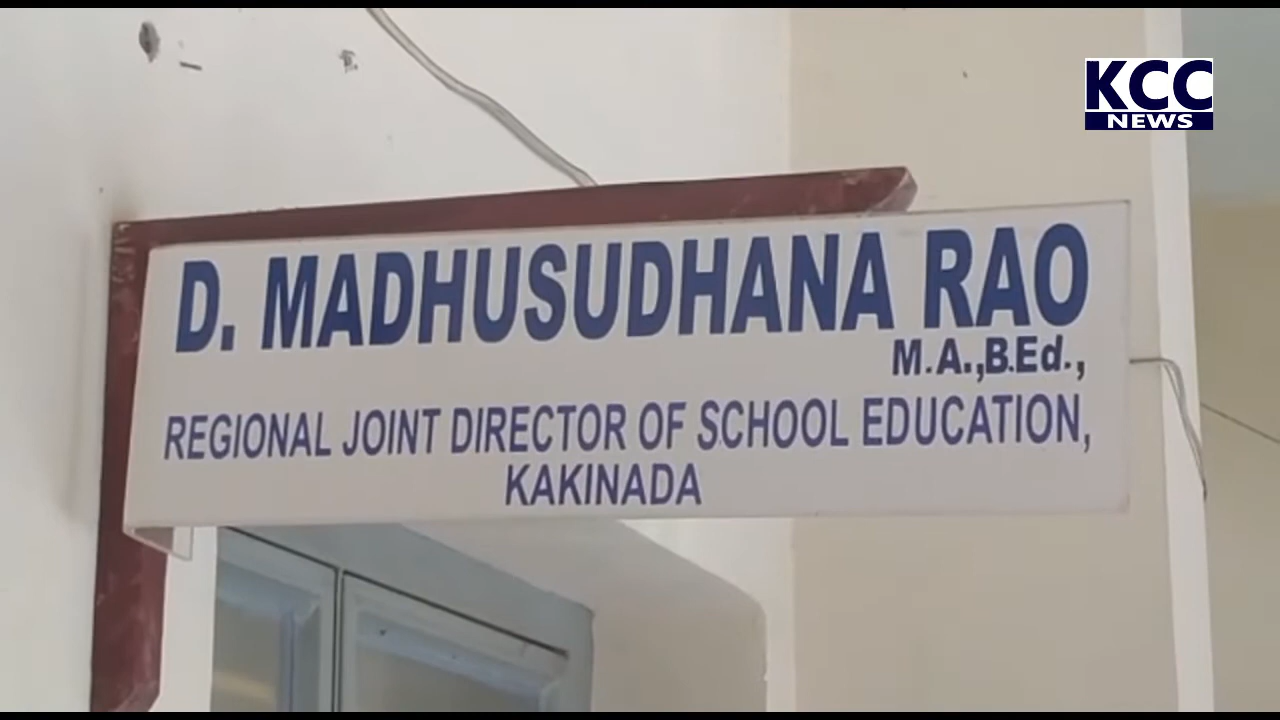 KCC
NEWS
D. MADHUSUDHANA RAO
M.A.,B.Ed.,
REGIONAL JOINT DIRECTOR OF SCHOOL EDUCATION,
KAKINADA